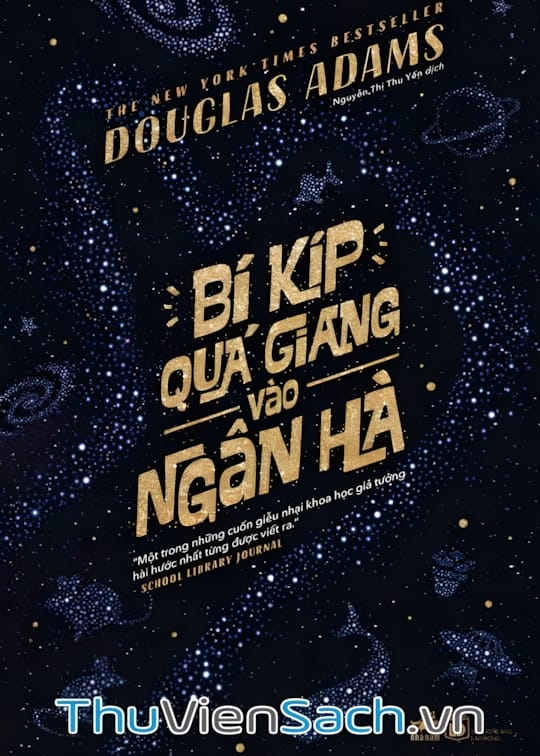 THE NEW YORK TIMES BESTSELLER
DOUGLAS ADAMS
Nguyễn Thị Thu Yến dịch
BÍ KÍP
QUÁ GIANG
VÀO
NGÂN HÀ
“Một trong những cuốn giễu nhại khoa học giả tưởng
hài hước nhất từng được viết ra.”
SCHOOL LIBRARY JOURNAL
ThuVienSach.vn
Nhã Nam